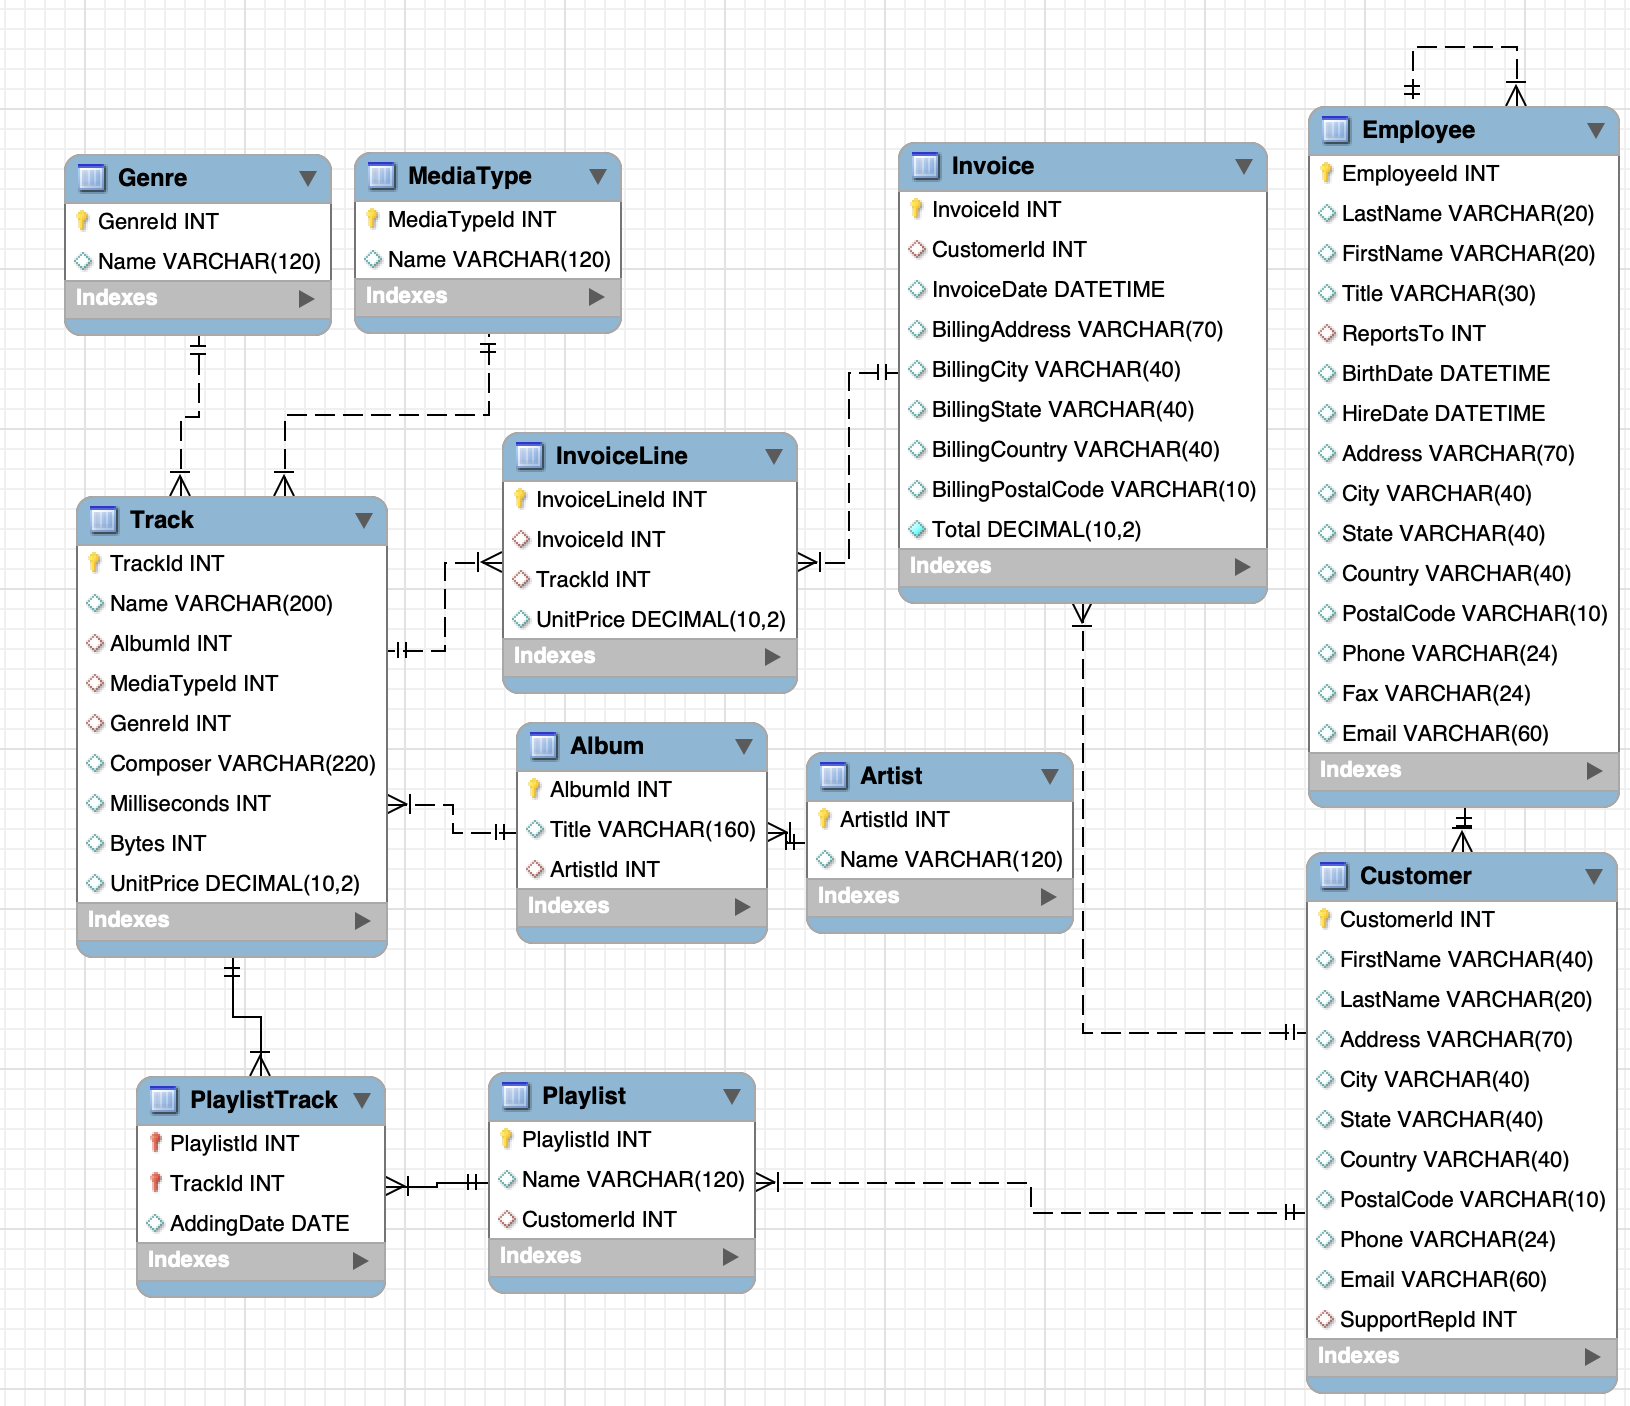 Genre
GenreId INT
Name VARCHAR(120)
Indexes
MediaType
MediaTypeId INT
Name VARCHAR(120)
Indexes
Invoice
InvoiceId INT
CustomerId INT
InvoiceDate DATETIME
BillingAddress VARCHAR(70)
BillingCity VARCHAR(40)
BillingState VARCHAR(40)
BillingCountry VARCHAR(40)
BillingPostalCode VARCHAR(10)
Total DECIMAL(10,2)
Indexes
Employee
EmployeeId INT
LastName VARCHAR(20)
FirstName VARCHAR(20)
Title VARCHAR(30)
ReportsTo INT
BirthDate DATETIME
HireDate DATETIME
Address VARCHAR(70)
City VARCHAR(40)
State VARCHAR(40)
Country VARCHAR(40)
PostalCode VARCHAR(10)
Phone VARCHAR(24)
Fax VARCHAR(24)
Email VARCHAR(60)
Indexes
InvoiceLine
InvoiceLineId INT
InvoiceId INT
TrackId INT
UnitPrice DECIMAL(10,2)
Indexes
Track
TrackId INT
Name VARCHAR(200)
AlbumId INT
MediaTypeId INT
GenreId INT
Composer VARCHAR(220)
Milliseconds INT
Bytes INT
UnitPrice DECIMAL(10,2)
Indexes
Album
AlbumId INT
Title VARCHAR(160)
ArtistId INT
Indexes
Artist
ArtistId INT
Name VARCHAR(120)
Indexes
Customer
CustomerId INT
FirstName VARCHAR(40)
LastName VARCHAR(20)
Address VARCHAR(70)
City VARCHAR(40)
State VARCHAR(40)
Country VARCHAR(40)
PostalCode VARCHAR(10)
Phone VARCHAR(24)
Email VARCHAR(60)
SupportRepId INT
Indexes
PlaylistTrack
PlaylistId INT
TrackId INT
AddingDate DATE
Indexes
Playlist
PlaylistId INT
Name VARCHAR(120)
CustomerId INT
Indexes